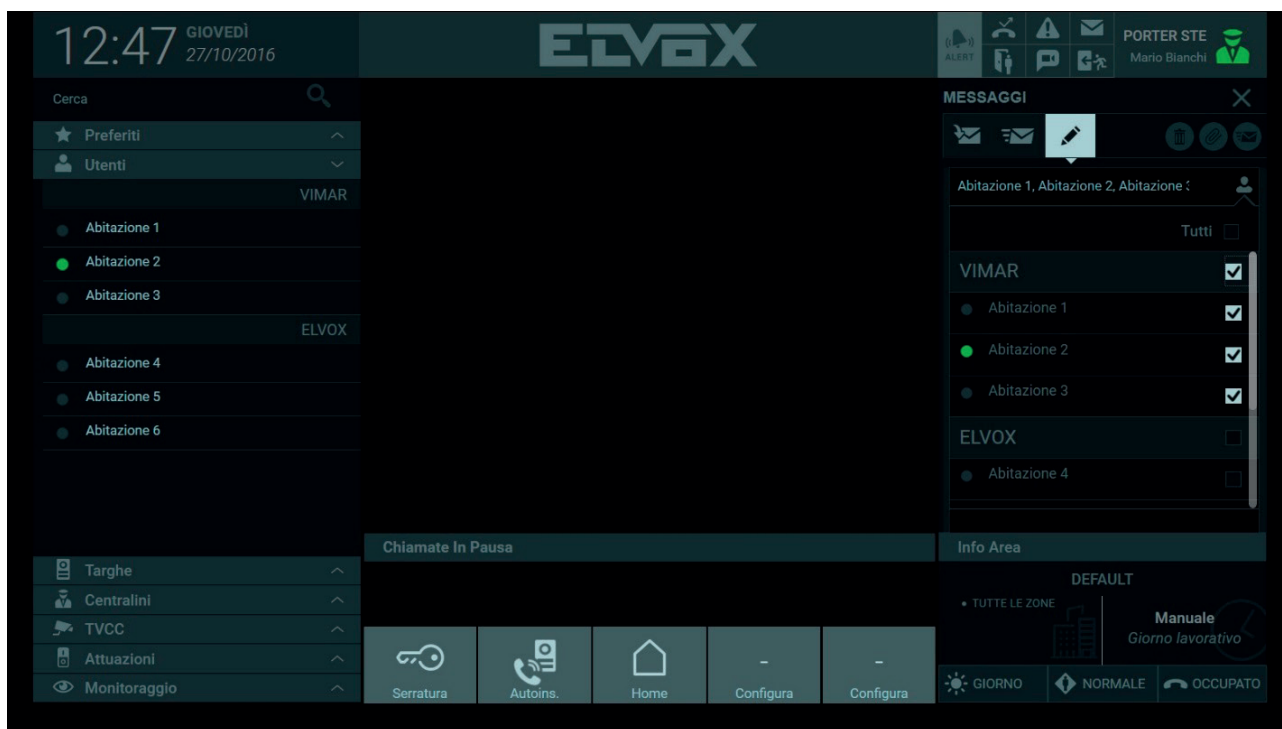 12:47
GIOVEDÌ
27/10/2016
ELVOX
ALERT
PORTER STE
Mario Bianchi
Cerca
Preferiti
Utenti
VIMAR
Abitazione 1
Abitazione 2
Abitazione 3
ELVOX
Abitazione 4
Abitazione 5
Abitazione 6
Targhe
Centralini
TVCC
Attuazioni
Monitoraggio
Chiamate In Pausa
Serratura
Autoins.
Home
-
Configura
-
Configura
MESSAGGI
Abitazione 1, Abitazione 2, Abitazione
Tutti
VIMAR
Abitazione 1
Abitazione 2
Abitazione 3
ELVOX
Abitazione 4
Info Area
DEFAULT
• TUTTE LE ZONE
Manuale
Giorno lavorativo
GIORNO
NORMALE
OCCUPATO